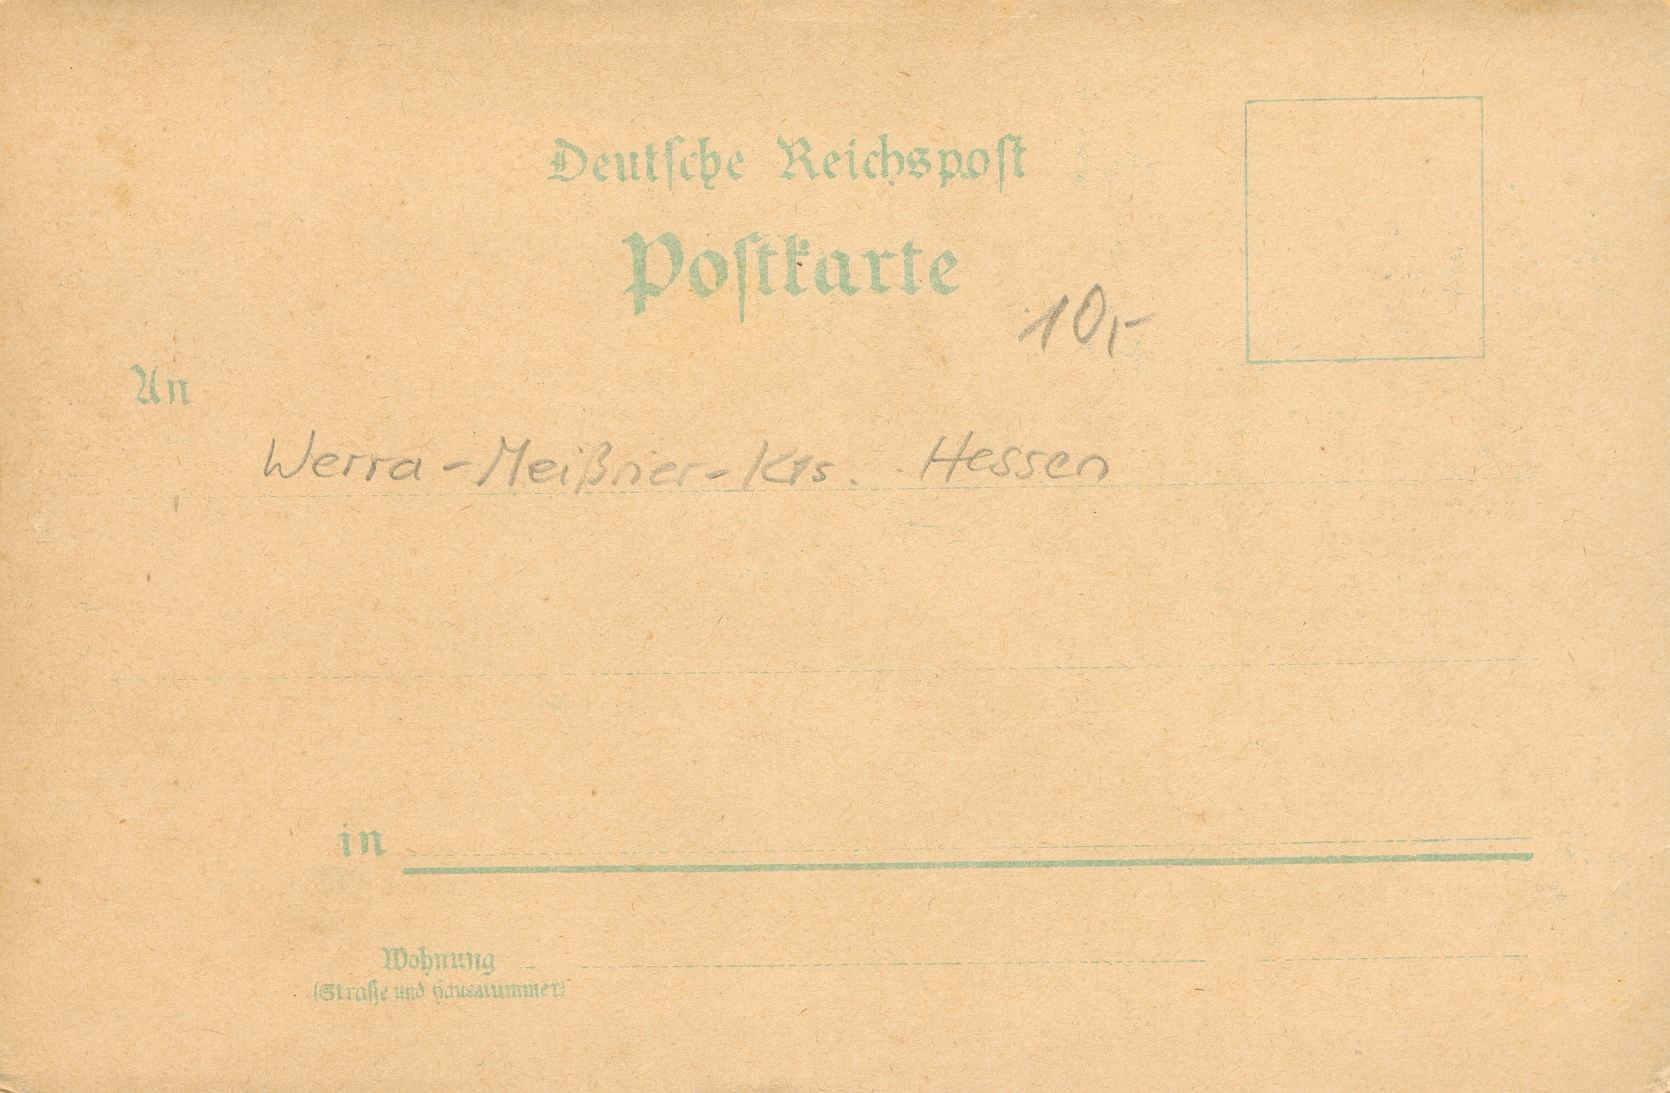 Deutsche Reichspost
Postkarte
10,-
An
Werra-Meißner-Krs. Hessen
in
Wohnung
(Straße und Hausnummer)